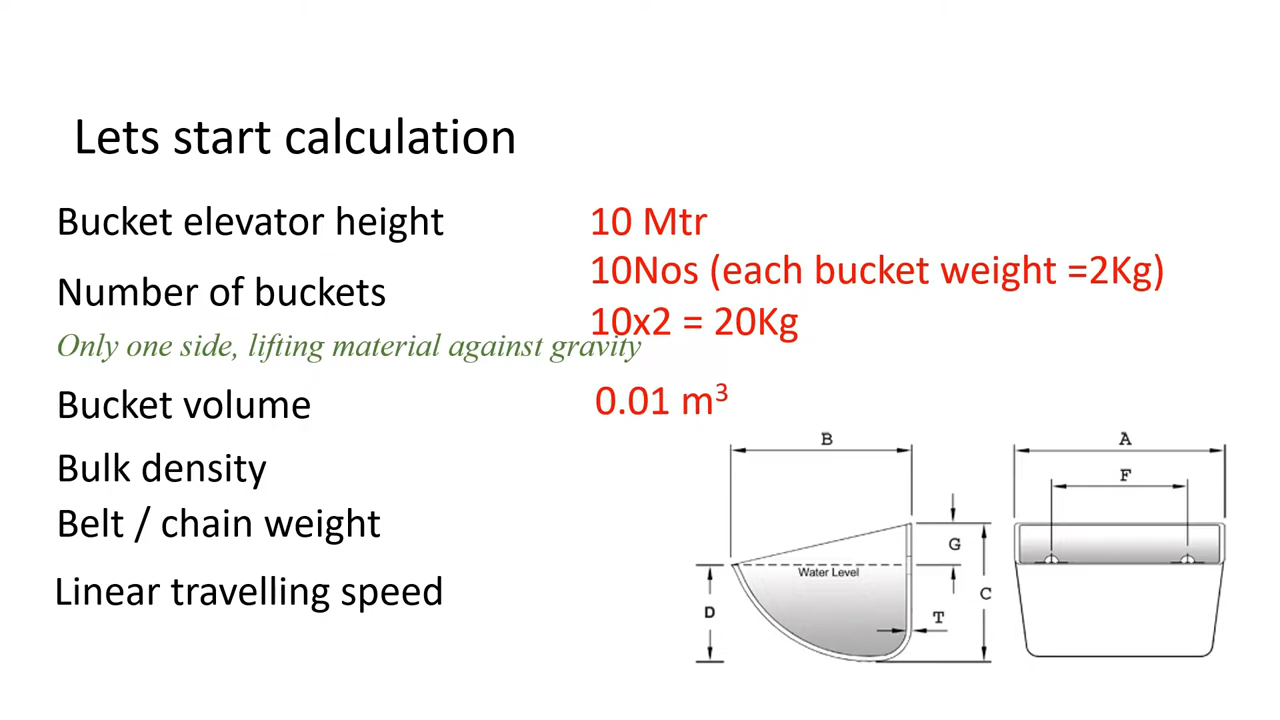 Lets start calculation
Bucket elevator height
10 Mtr
10Nos (each bucket weight =2Kg)
Number of buckets
10x2 = 20Kg
Only one side, lifting material against gravity
Bucket volume
0.01 m³
Bulk density
Belt / chain weight
Linear travelling speed
B
A
F
G
Water Level
C
D
T